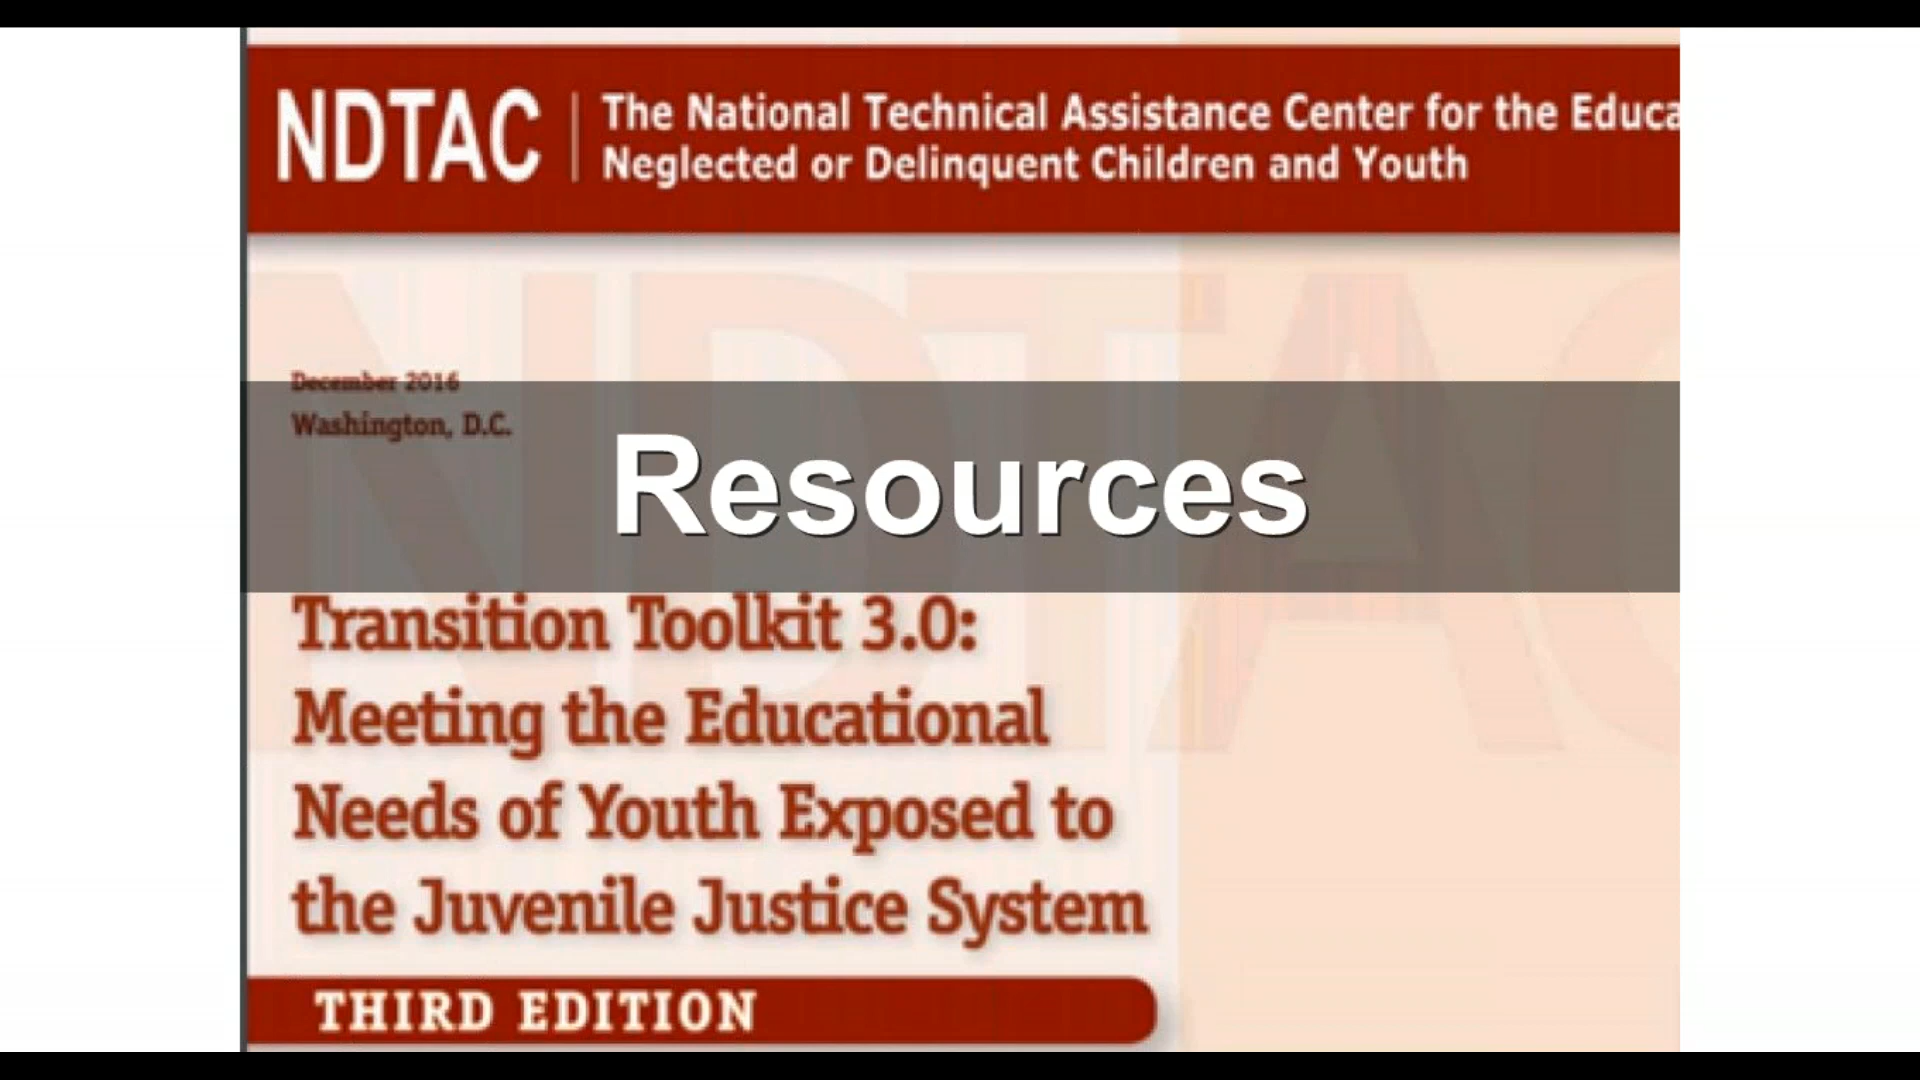 NDTAC
The National Technical Assistance Center for the Educa
Neglected or Delinquent Children and Youth
December 2016
Washington, D.C.
Resources
Transition Toolkit 3.0:
Meeting the Educational
Needs of Youth Exposed to
the Juvenile Justice System
THIRD EDITION